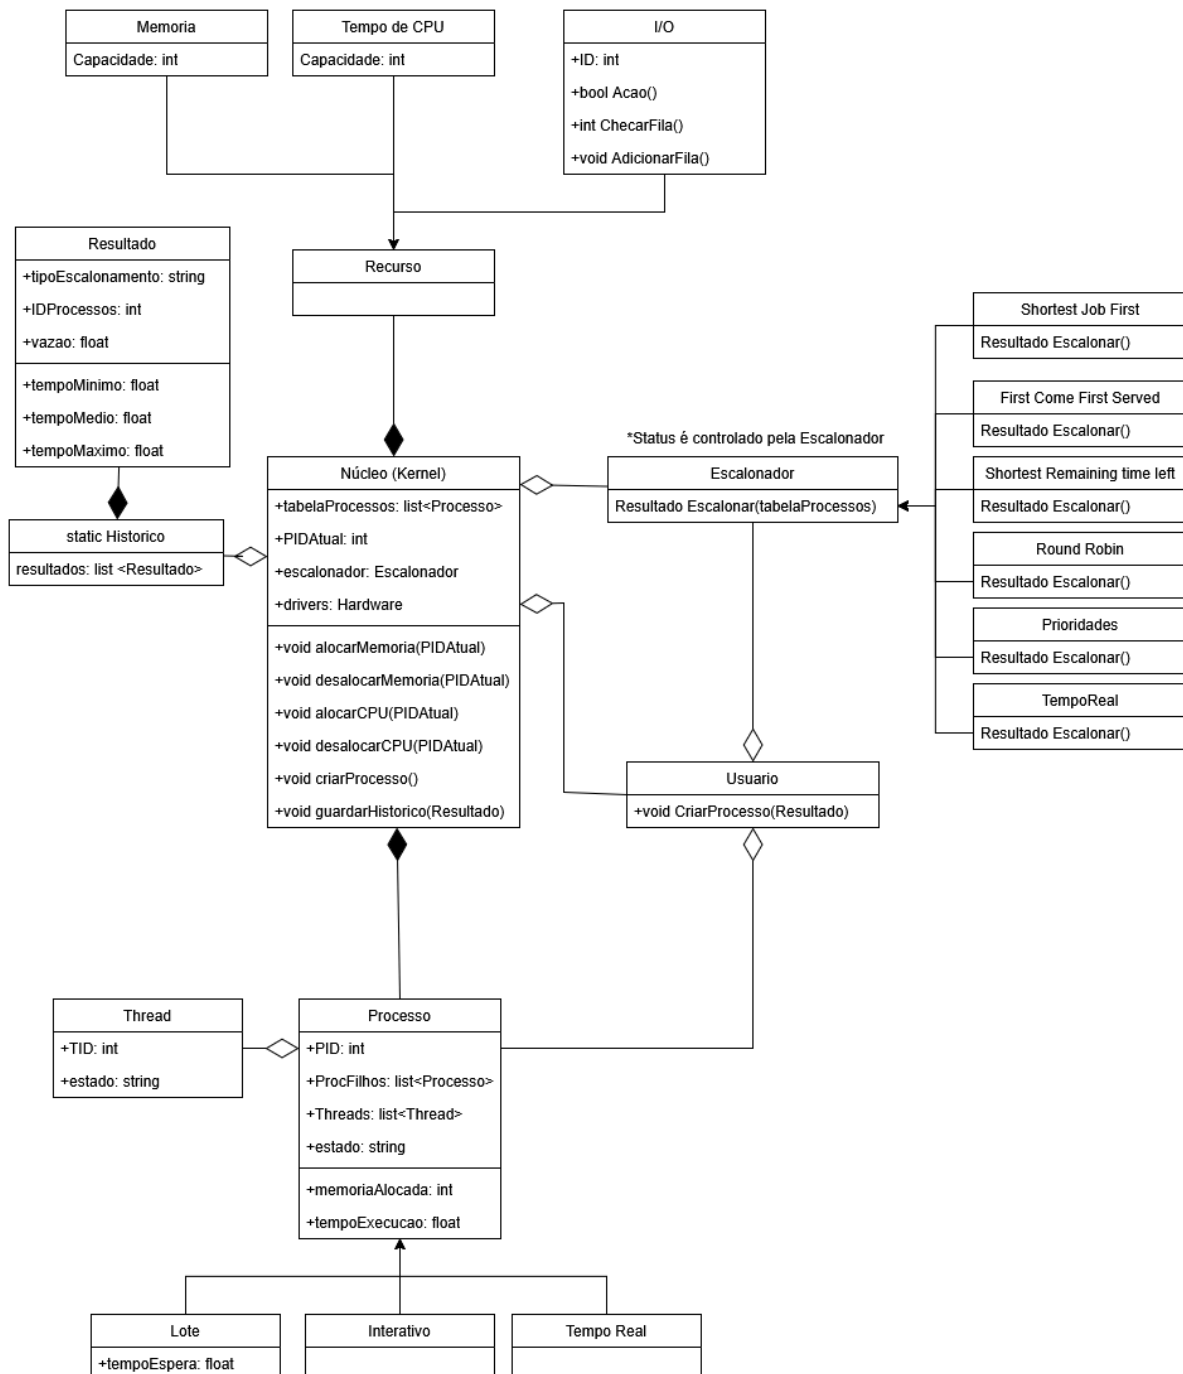 Memoria
Capacidade: int
Tempo de CPU
Capacidade: int
I/O
+ID: int
+bool Acao()
+int ChecarFila()
+void AdicionarFila()
Resultado
+tipoEscalonamento: string
+IDProcessos: int
+vazao: float
+tempoMinimo: float
+tempoMedio: float
+tempoMaximo: float
Recurso
static Historico
resultados: list <Resultado>
Núcleo (Kernel)
+tabelaProcessos: list<Processo>
+PIDAtual: int
+escalonador: Escalonador
+drivers: Hardware
+void alocarMemoria(PIDAtual)
+void desalocarMemoria(PIDAtual)
+void alocarCPU(PIDAtual)
+void desalocarCPU(PIDAtual)
+void criarProcesso()
+void guardarHistorico(Resultado)
*Status é controlado pela Escalonador
Escalonador
Resultado Escalonar(tabelaProcessos)
Shortest Job First
Resultado Escalonar()
First Come First Served
Resultado Escalonar()
Shortest Remaining time left
Resultado Escalonar()
Round Robin
Resultado Escalonar()
Prioridades
Resultado Escalonar()
TempoReal
Resultado Escalonar()
Usuario
+void CriarProcesso(Resultado)
Thread
+TID: int
+estado: string
Processo
+PID: int
+ProcFilhos: list<Processo>
+Threads: list<Thread>
+estado: string
+memoriaAlocada: int
+tempoExecucao: float
Lote
+tempoEspera: float
Interativo
Tempo Real